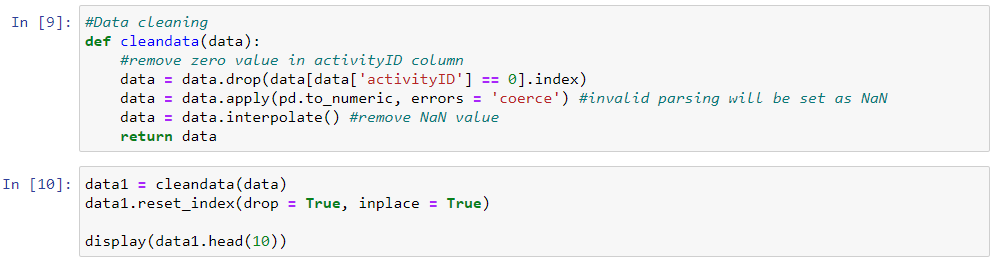 In [9]: #Data cleaning
def cleandata(data):
    #remove zero value in activityID column
    data = data.drop(data[data['activityID'] == 0].index)
    data = data.apply(pd.to_numeric, errors = 'coerce') #invalid parsing will be set as NaN
    data = data.interpolate() #remove NaN value
    return data
In [10]: data1 = cleandata(data)
data1.reset_index(drop = True, inplace = True)
display(data1.head(10))